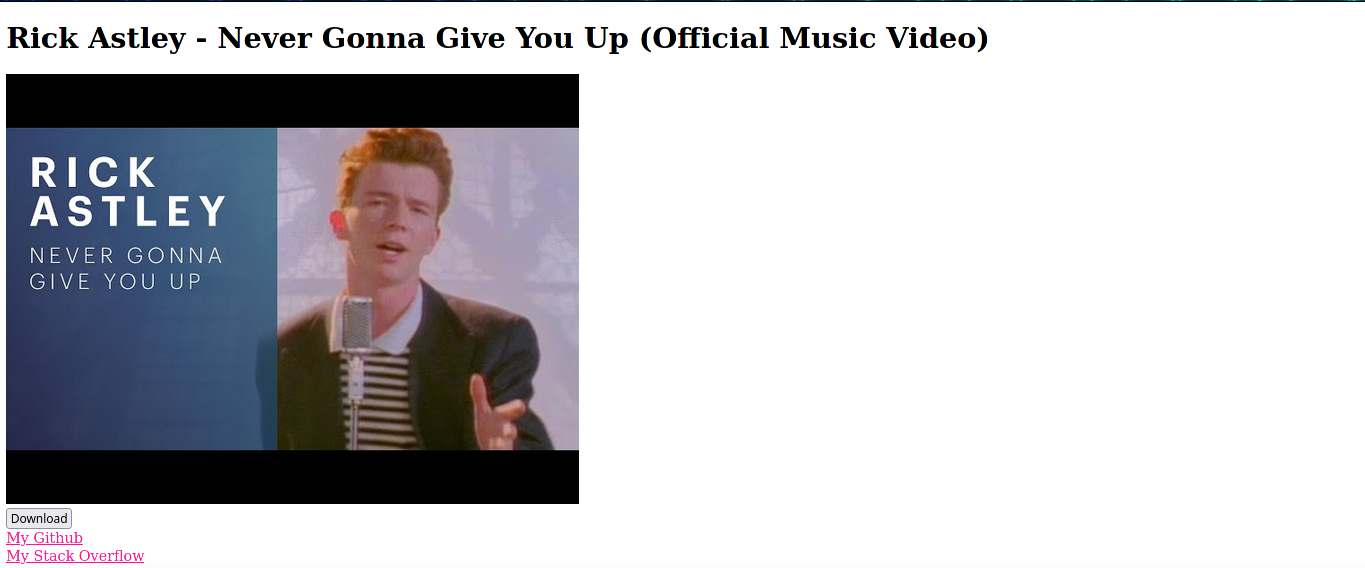 Rick Astley - Never Gonna Give You Up (Official Music Video)
RICK
ASTLEY
NEVER GONNA
GIVE YOU UP
Download
My Github
My Stack Overflow